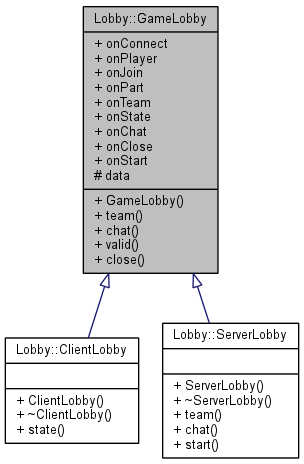 Lobby::GameLobby
+ onConnect
+ onPlayer
+ onJoin
+ onPart
+ onTeam
+ onState
+ onChat
+ onClose
+ onStart
# data
+ GameLobby()
+ team()
+ chat()
+ valid()
+ close()
Lobby::ClientLobby
+ ClientLobby()
+ ~ClientLobby()
+ state()
Lobby::ServerLobby
+ ServerLobby()
+ ~ServerLobby()
+ team()
+ chat()
+ start()